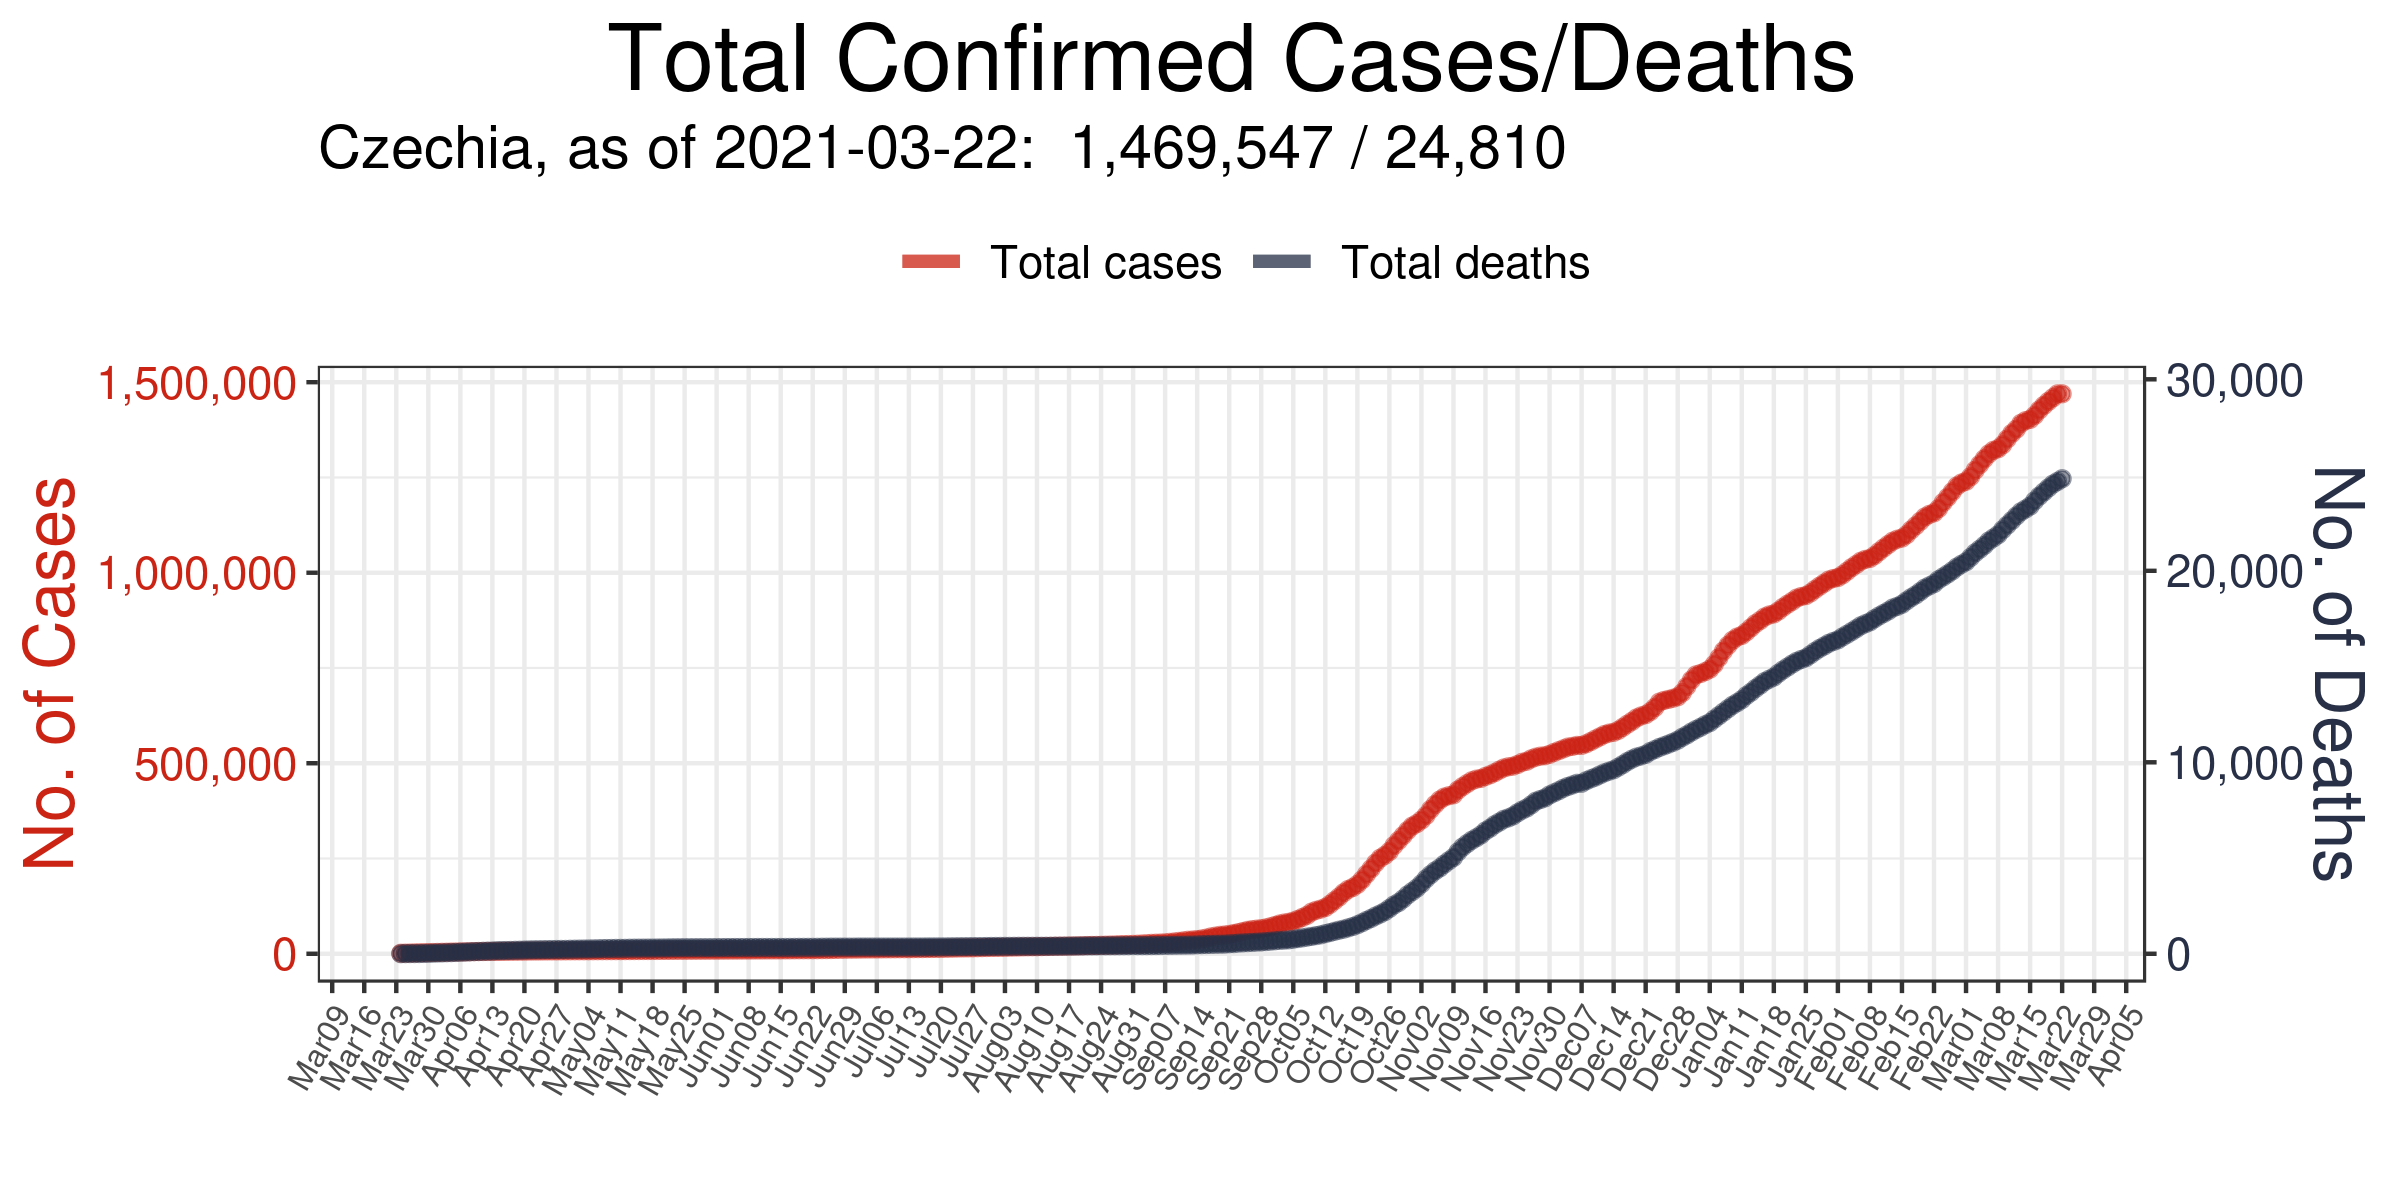 Total Confirmed Cases/Deaths
Czechia, as of 2021-03-22:  1,469,547 / 24,810
Total cases
Total deaths
No. of Cases
1,500,000
1,000,000
500,000
0
30,000
20,000
10,000
0
No. of Deaths
Mar09
Mar16
Mar23
Mar30
Apr06
Apr13
Apr20
Apr27
May04
May11
May18
May25
Jun01
Jun08
Jun15
Jun22
Jun29
Jul06
Jul13
Jul20
Jul27
Aug03
Aug10
Aug17
Aug24
Aug31
Sep07
Sep14
Sep21
Sep28
Oct05
Oct12
Oct19
Oct26
Nov02
Nov09
Nov16
Nov23
Nov30
Dec07
Dec14
Dec21
Dec28
Jan04
Jan11
Jan18
Jan25
Feb01
Feb08
Feb15
Feb22
Mar01
Mar08
Mar15
Mar22
Mar29
Apr05